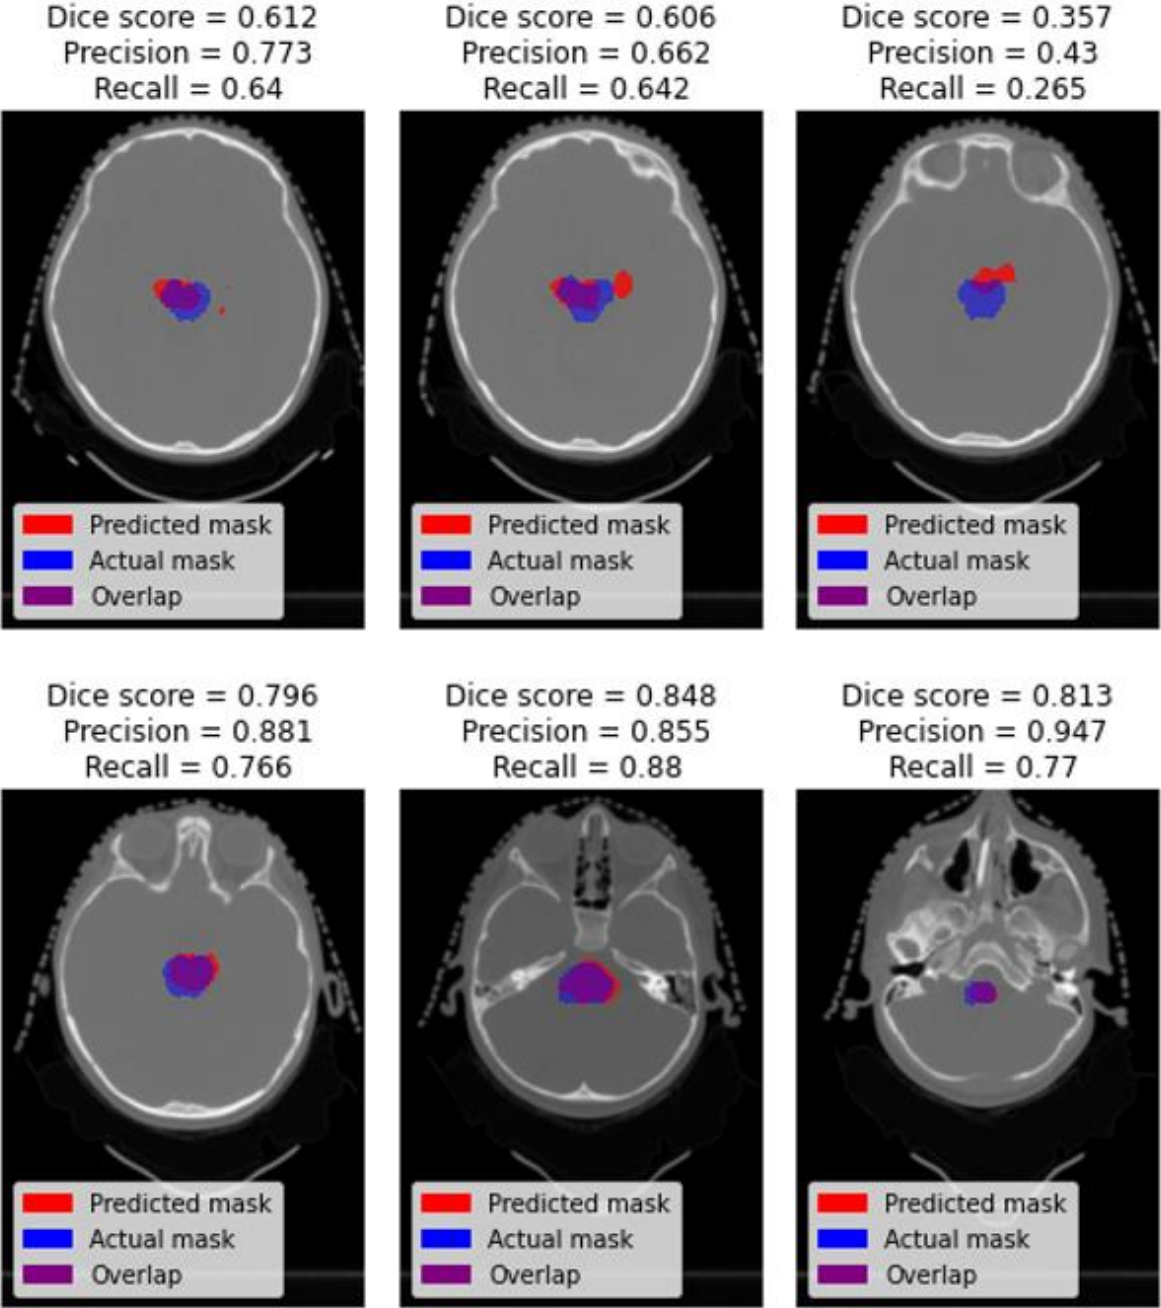 Dice score = 0.612
Precision = 0.773
Recall = 0.64
Predicted mask
Actual mask
Overlap
Dice score = 0.606
Precision = 0.662
Recall = 0.642
Predicted mask
Actual mask
Overlap
Dice score = 0.357
Precision = 0.43
Recall = 0.265
Predicted mask
Actual mask
Overlap
Dice score = 0.796
Precision = 0.881
Recall = 0.766
Predicted mask
Actual mask
Overlap
Dice score = 0.848
Precision = 0.855
Recall = 0.88
Predicted mask
Actual mask
Overlap
Dice score = 0.813
Precision = 0.947
Recall = 0.77
Predicted mask
Actual mask
Overlap